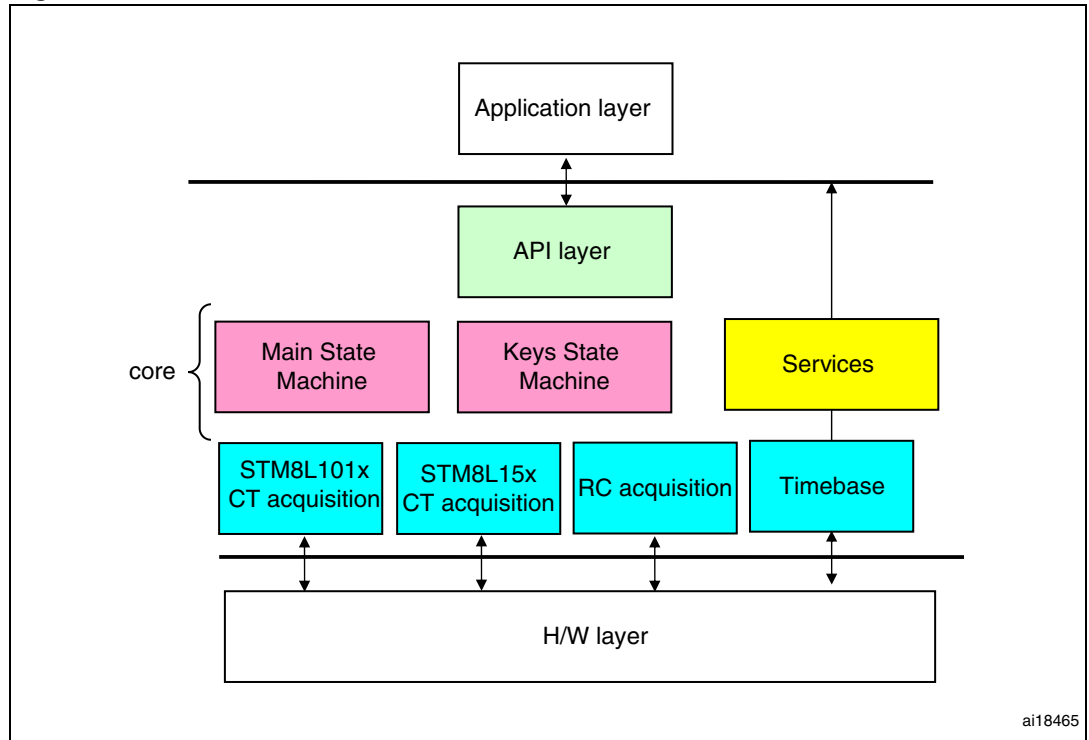 Application layer
API layer
core
Main State
Machine
Keys State
Machine
Services
STM8L101x
CT acquisition
STM8L15x
CT acquisition
RC acquisition
Timebase
H/W layer
ai18465